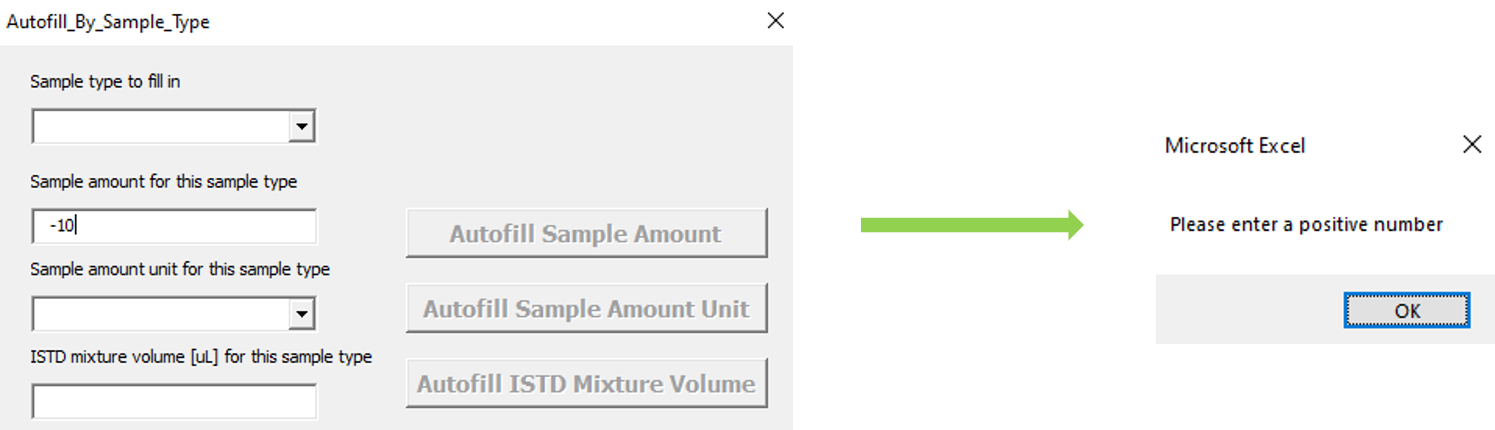 Autofill_By_Sample_Type
Sample type to fill in
Sample amount for this sample type
-10
Autofill Sample Amount
Sample amount unit for this sample type
Autofill Sample Amount Unit
ISTD mixture volume [uL] for this sample type
Autofill ISTD Mixture Volume
Microsoft Excel
Please enter a positive number
OK